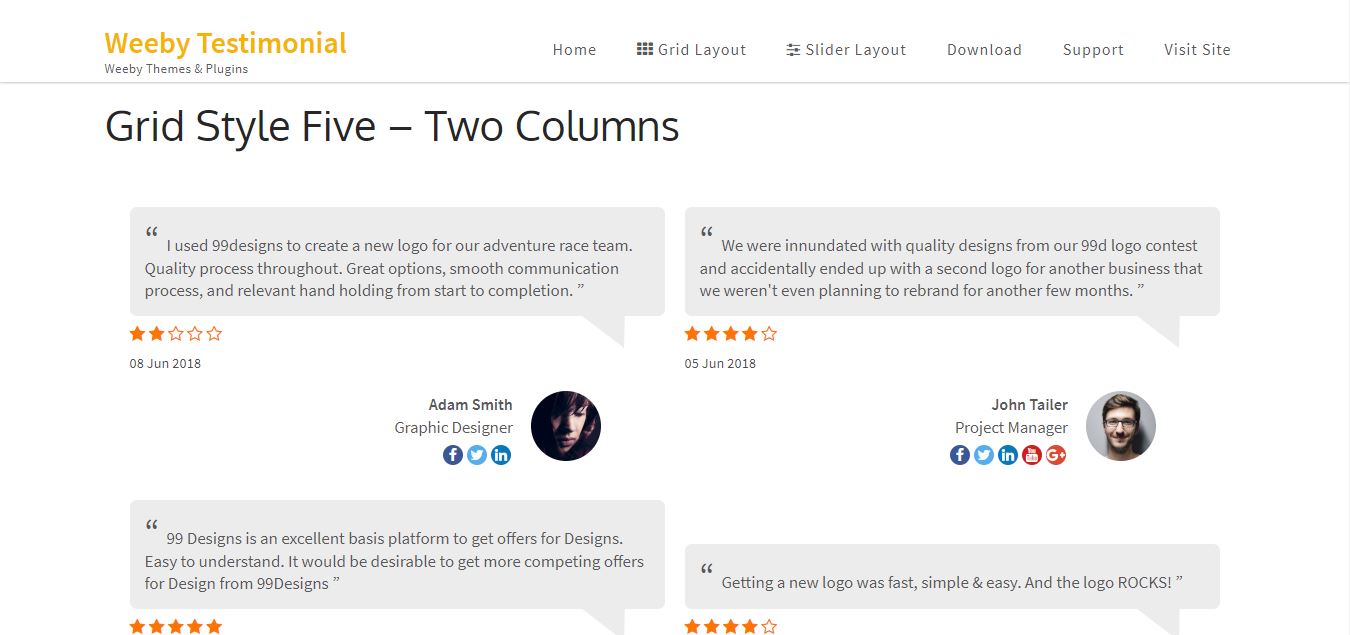 Weeby Testimonial
Weeby Themes & Plugins
Home
Grid Layout
Slider Layout
Download
Support
Visit Site
Grid Style Five – Two Columns
“ I used 99designs to create a new logo for our adventure race team.
Quality process throughout. Great options, smooth communication
process, and relevant hand holding from start to completion. ”
08 Jun 2018
Adam Smith
Graphic Designer
“ We were innundated with quality designs from our 99d logo contest
and accidentally ended up with a second logo for another business that
we weren't even planning to rebrand for another few months. ”
05 Jun 2018
John Tailer
Project Manager
“ 99 Designs is an excellent basis platform to get offers for Designs.
Easy to understand. It would be desirable to get more competing offers
for Design from 99Designs ”
“ Getting a new logo was fast, simple & easy. And the logo ROCKS! ”